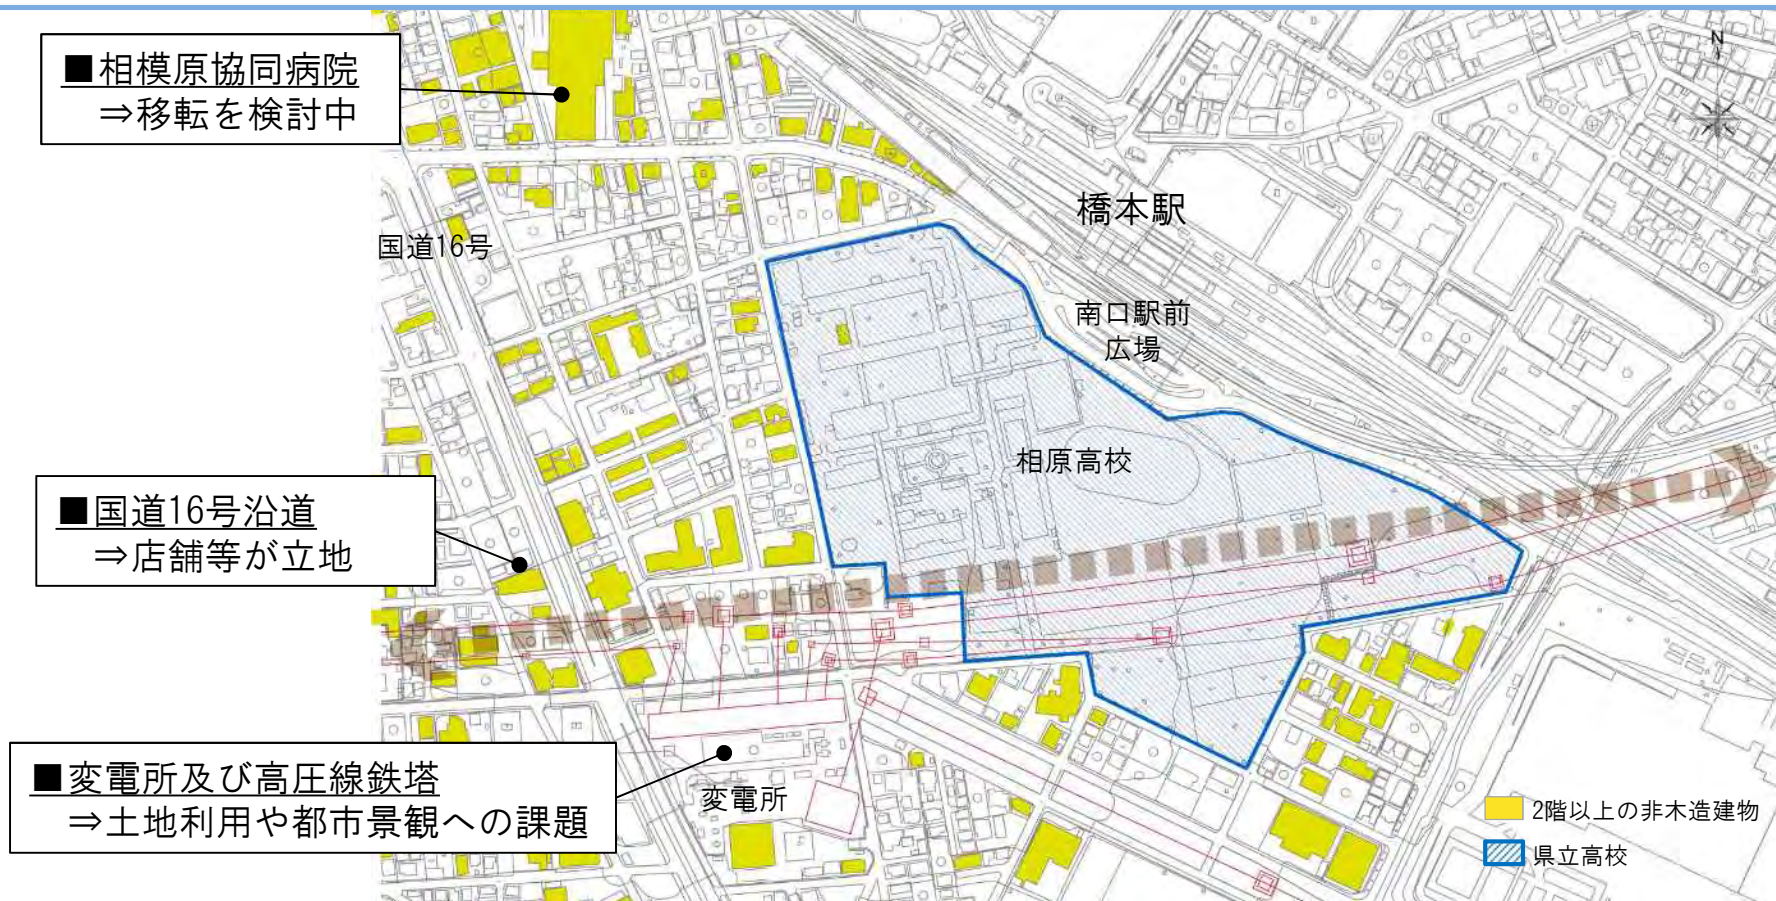 ■相模原協同病院
⇒移転を検討中
N
橋本駅
国道16号
南口駅前
広場
相原高校
■国道16号沿道
⇒店舗等が立地
■変電所及び高圧線鉄塔
⇒土地利用や都市景観への課題
変電所
2階以上の非木造建物
県立高校